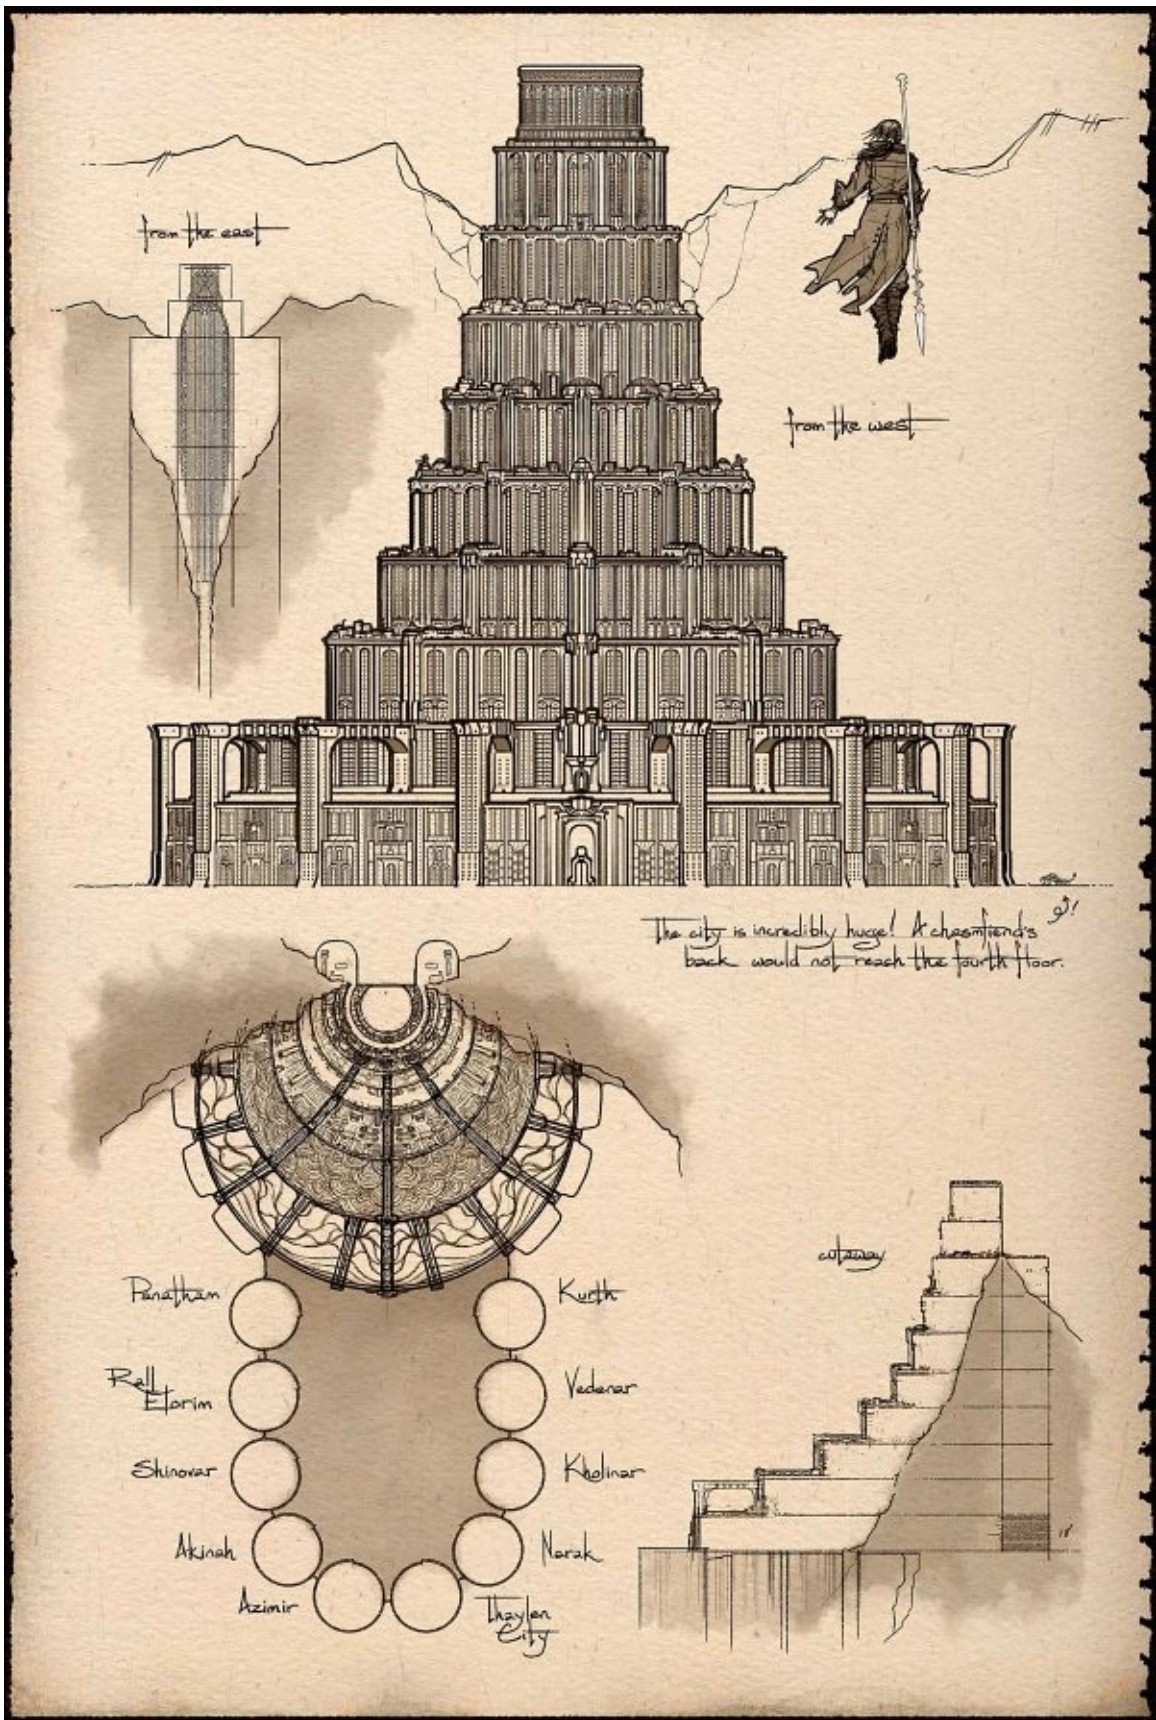 from the east
from the west
The city is incredibly huge! A chasmfiend's
back would not reach the fourth floor.
Panatham
Kurth
Rall
Elorim
Vedenar
Shinovar
Kholinar
Akinah
Narak
Azimir
Thaylen
City
cutaway
18